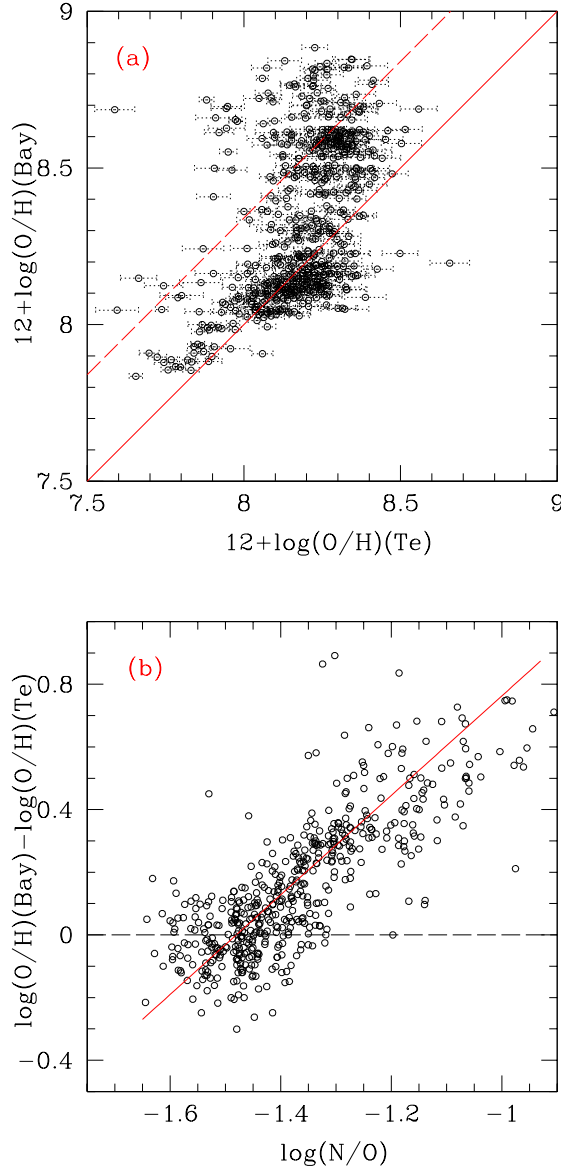 (a)
9
8.5
8
7.5
12+log(O/H)(Bay)
7.5
8
8.5
9
12+log(O/H)(Te)
(b)
0.8
0.4
0
−0.4
log(O/H)(Bay)−log(O/H)(Te)
−1.6
−1.4
−1.2
−1
log(N/O)